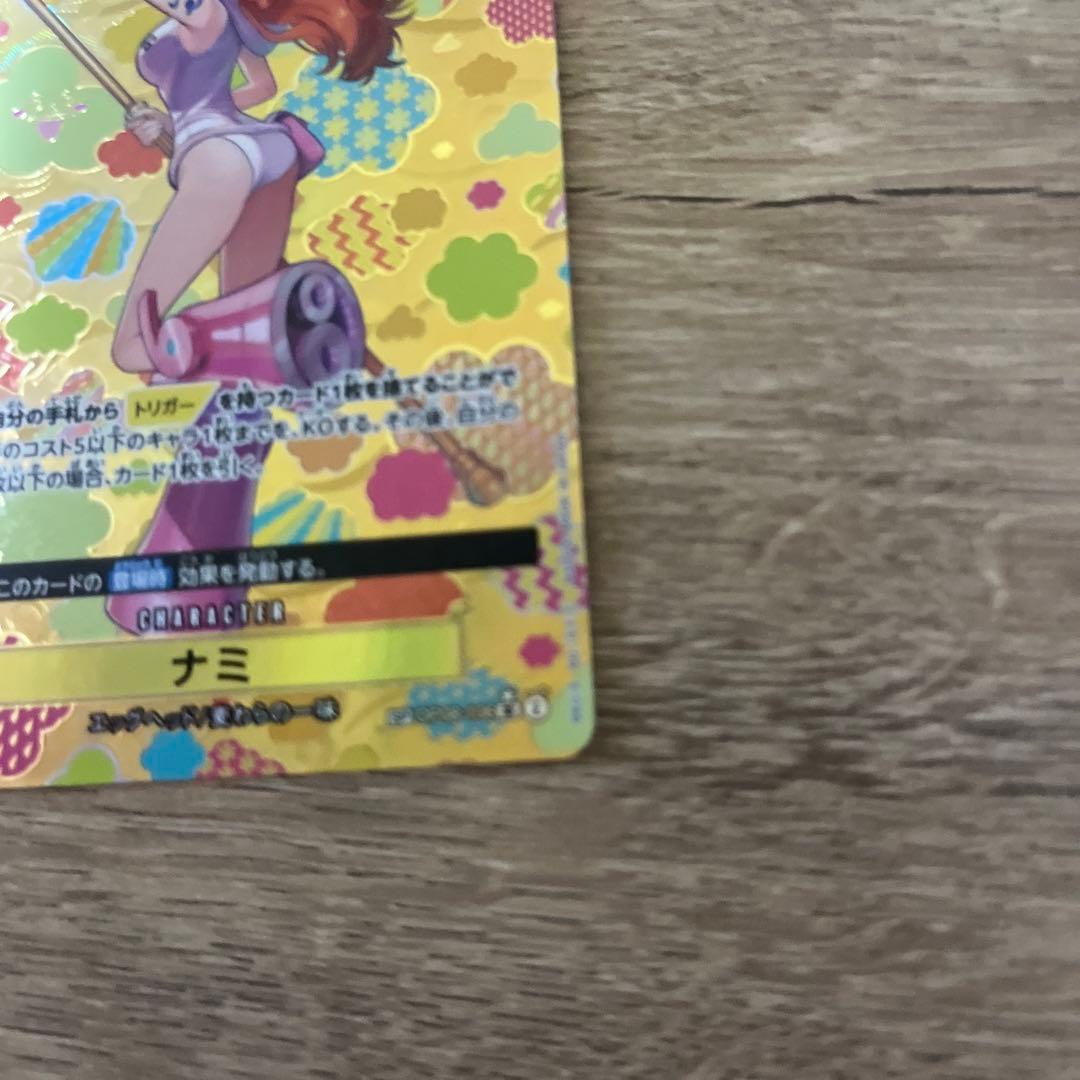 自分の手札から トリガー を持つカード1枚を捨てることがで
のコスト5以下のキャラ1枚までを、KOする。その後、自分の
枚以下の場合、カード1枚を引く。
このカードの 登場時 効果を発動する。
CHARACTER
ナミ
エッグヘッド/麦わらの一味